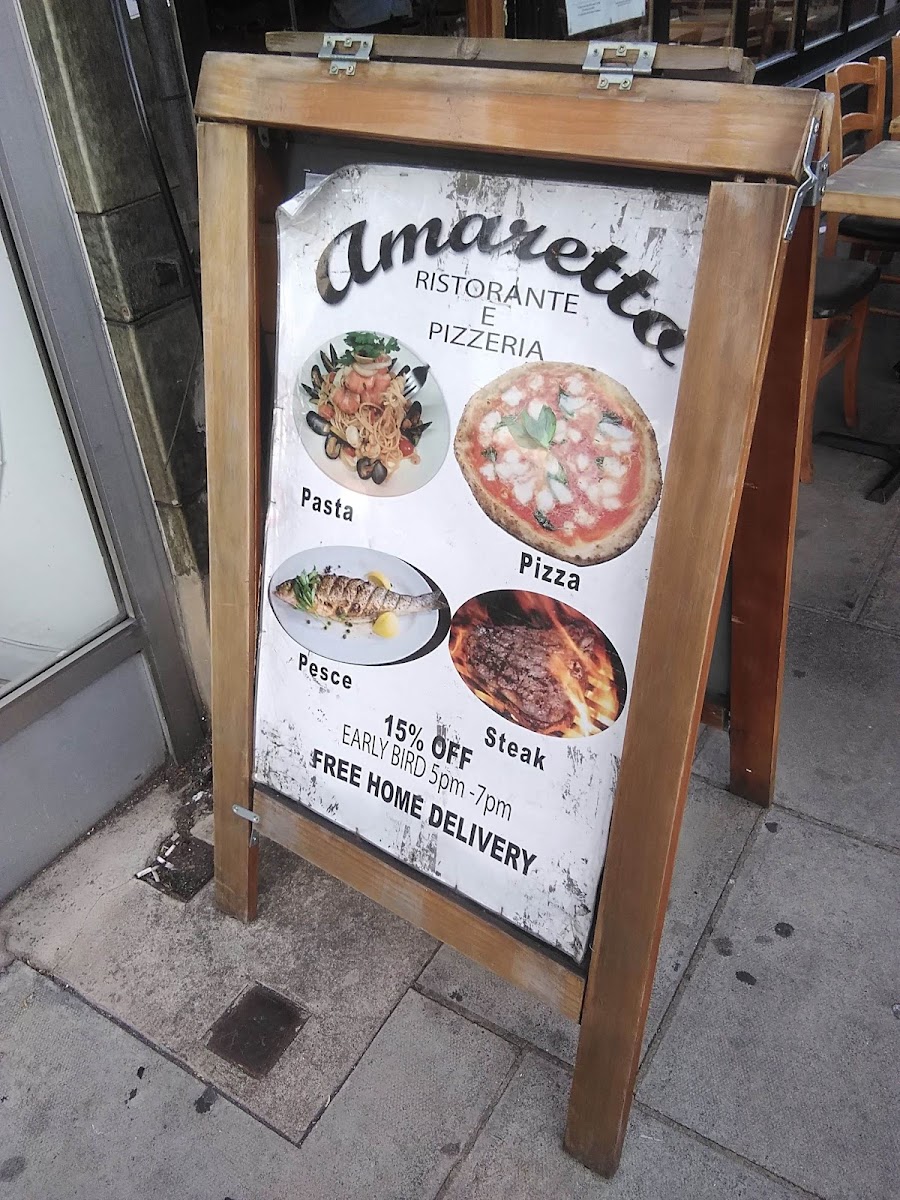 Amaretto
RISTORANTE
E
PIZZERIA
Pasta
Pizza
Pesce
Steak
15% OFF
EARLY BIRD 5pm -7pm
FREE HOME DELIVERY